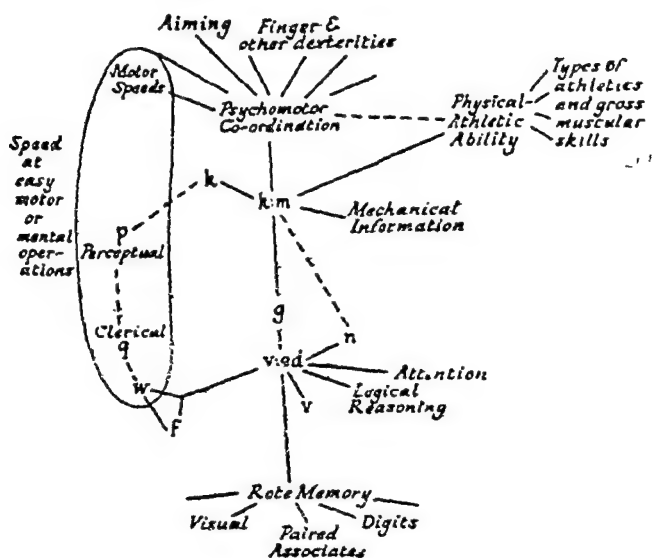 Aiming
Finger &
other dexterities
Motor
Speeds
Psychomotor
Co-ordination
Physical-
Athletic
Ability
Types of
athletics
and gross
muscular
skills
Speed
at
easy
motor
or
mental
oper-
ations
k
k:m
Mechanical
Information
p
Perceptual
g
n
Clerical
q
v:ed
Attention
Logical
Reasoning
w
v
f
Rote Memory
Visual
Digits
Paired
Associates